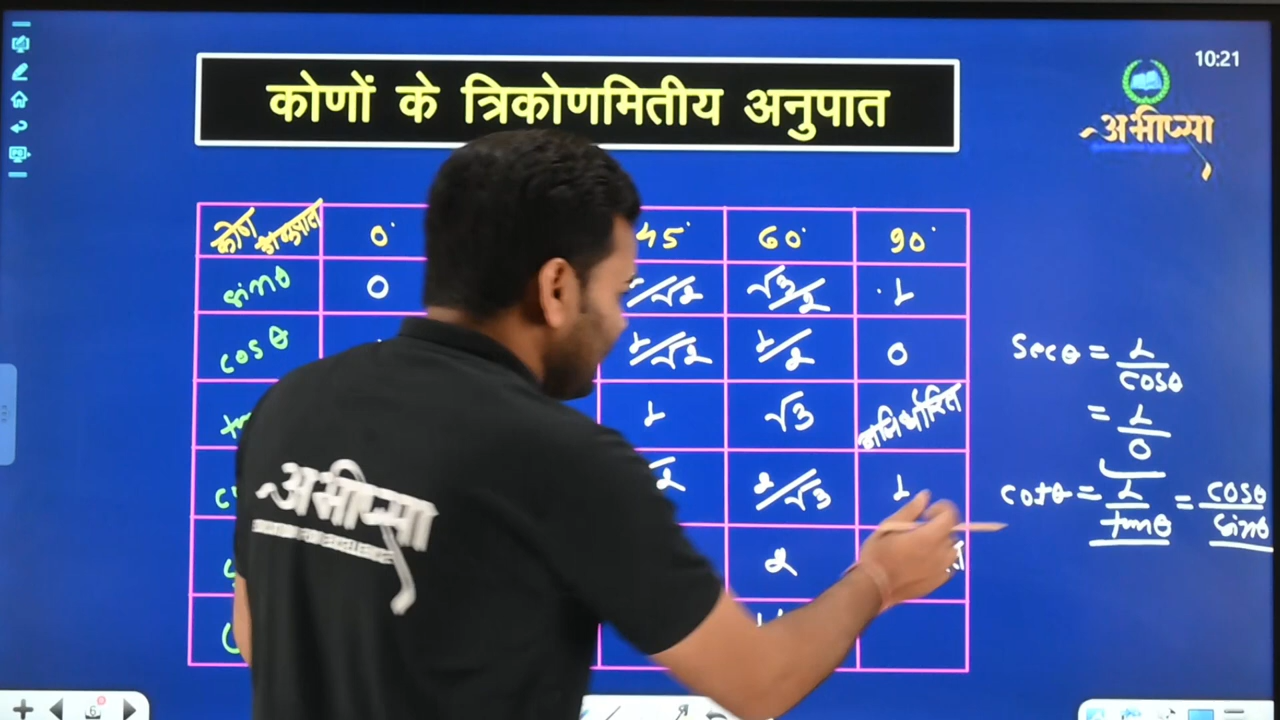 10:21
कोणों के त्रिकोणमितीय अनुपात
अभीप्सा
कोण 0° 45° 60° 90°
sinθ 0 1/√2 √3/2 1
cosθ 1/√2 1/2 0
1 √3
2/√3 1
2
secθ = 1/cosθ
= 1/0
cotθ = 1/tanθ = cosθ/sinθ
अभीप्सा